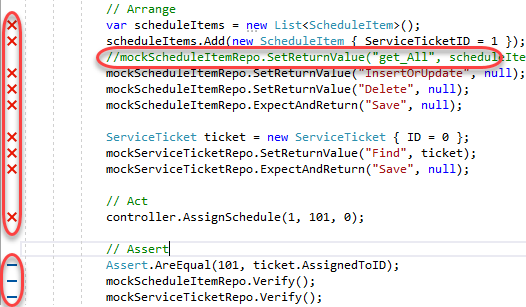 // Arrange
var scheduleItems = new List<ScheduleItem>();
scheduleItems.Add(new ScheduleItem { ServiceTicketID = 1 });
//mockScheduleItemRepo.SetReturnValue("get_All", scheduleIte
mockScheduleItemRepo.SetReturnValue("InsertOrUpdate", null);
mockScheduleItemRepo.SetReturnValue("Delete", null);
mockScheduleItemRepo.ExpectAndReturn("Save", null);
ServiceTicket ticket = new ServiceTicket { ID = 0 };
mockServiceTicketRepo.SetReturnValue("Find", ticket);
mockServiceTicketRepo.ExpectAndReturn("Save", null);
// Act
controller.AssignSchedule(1, 101, 0);
// Assert
Assert.AreEqual(101, ticket.AssignedToID);
mockScheduleItemRepo.Verify();
mockServiceTicketRepo.Verify();